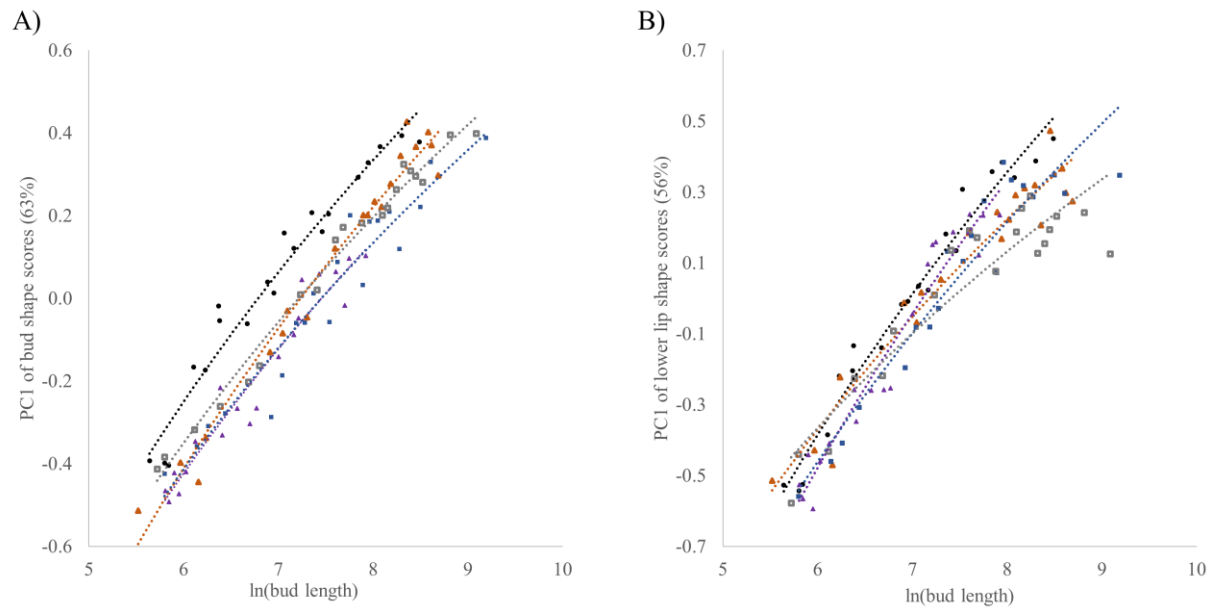 A)
0.6
0.4
0.2
0.0
-0.2
-0.4
-0.6
PC1 of bud shape scores (63%)
5 6 7 8 9 10
ln(bud length)
B)
0.7
0.5
0.3
0.1
-0.1
-0.3
-0.5
-0.7
PC1 of lower lip shape scores (56%)
5 6 7 8 9 10
ln(bud length)